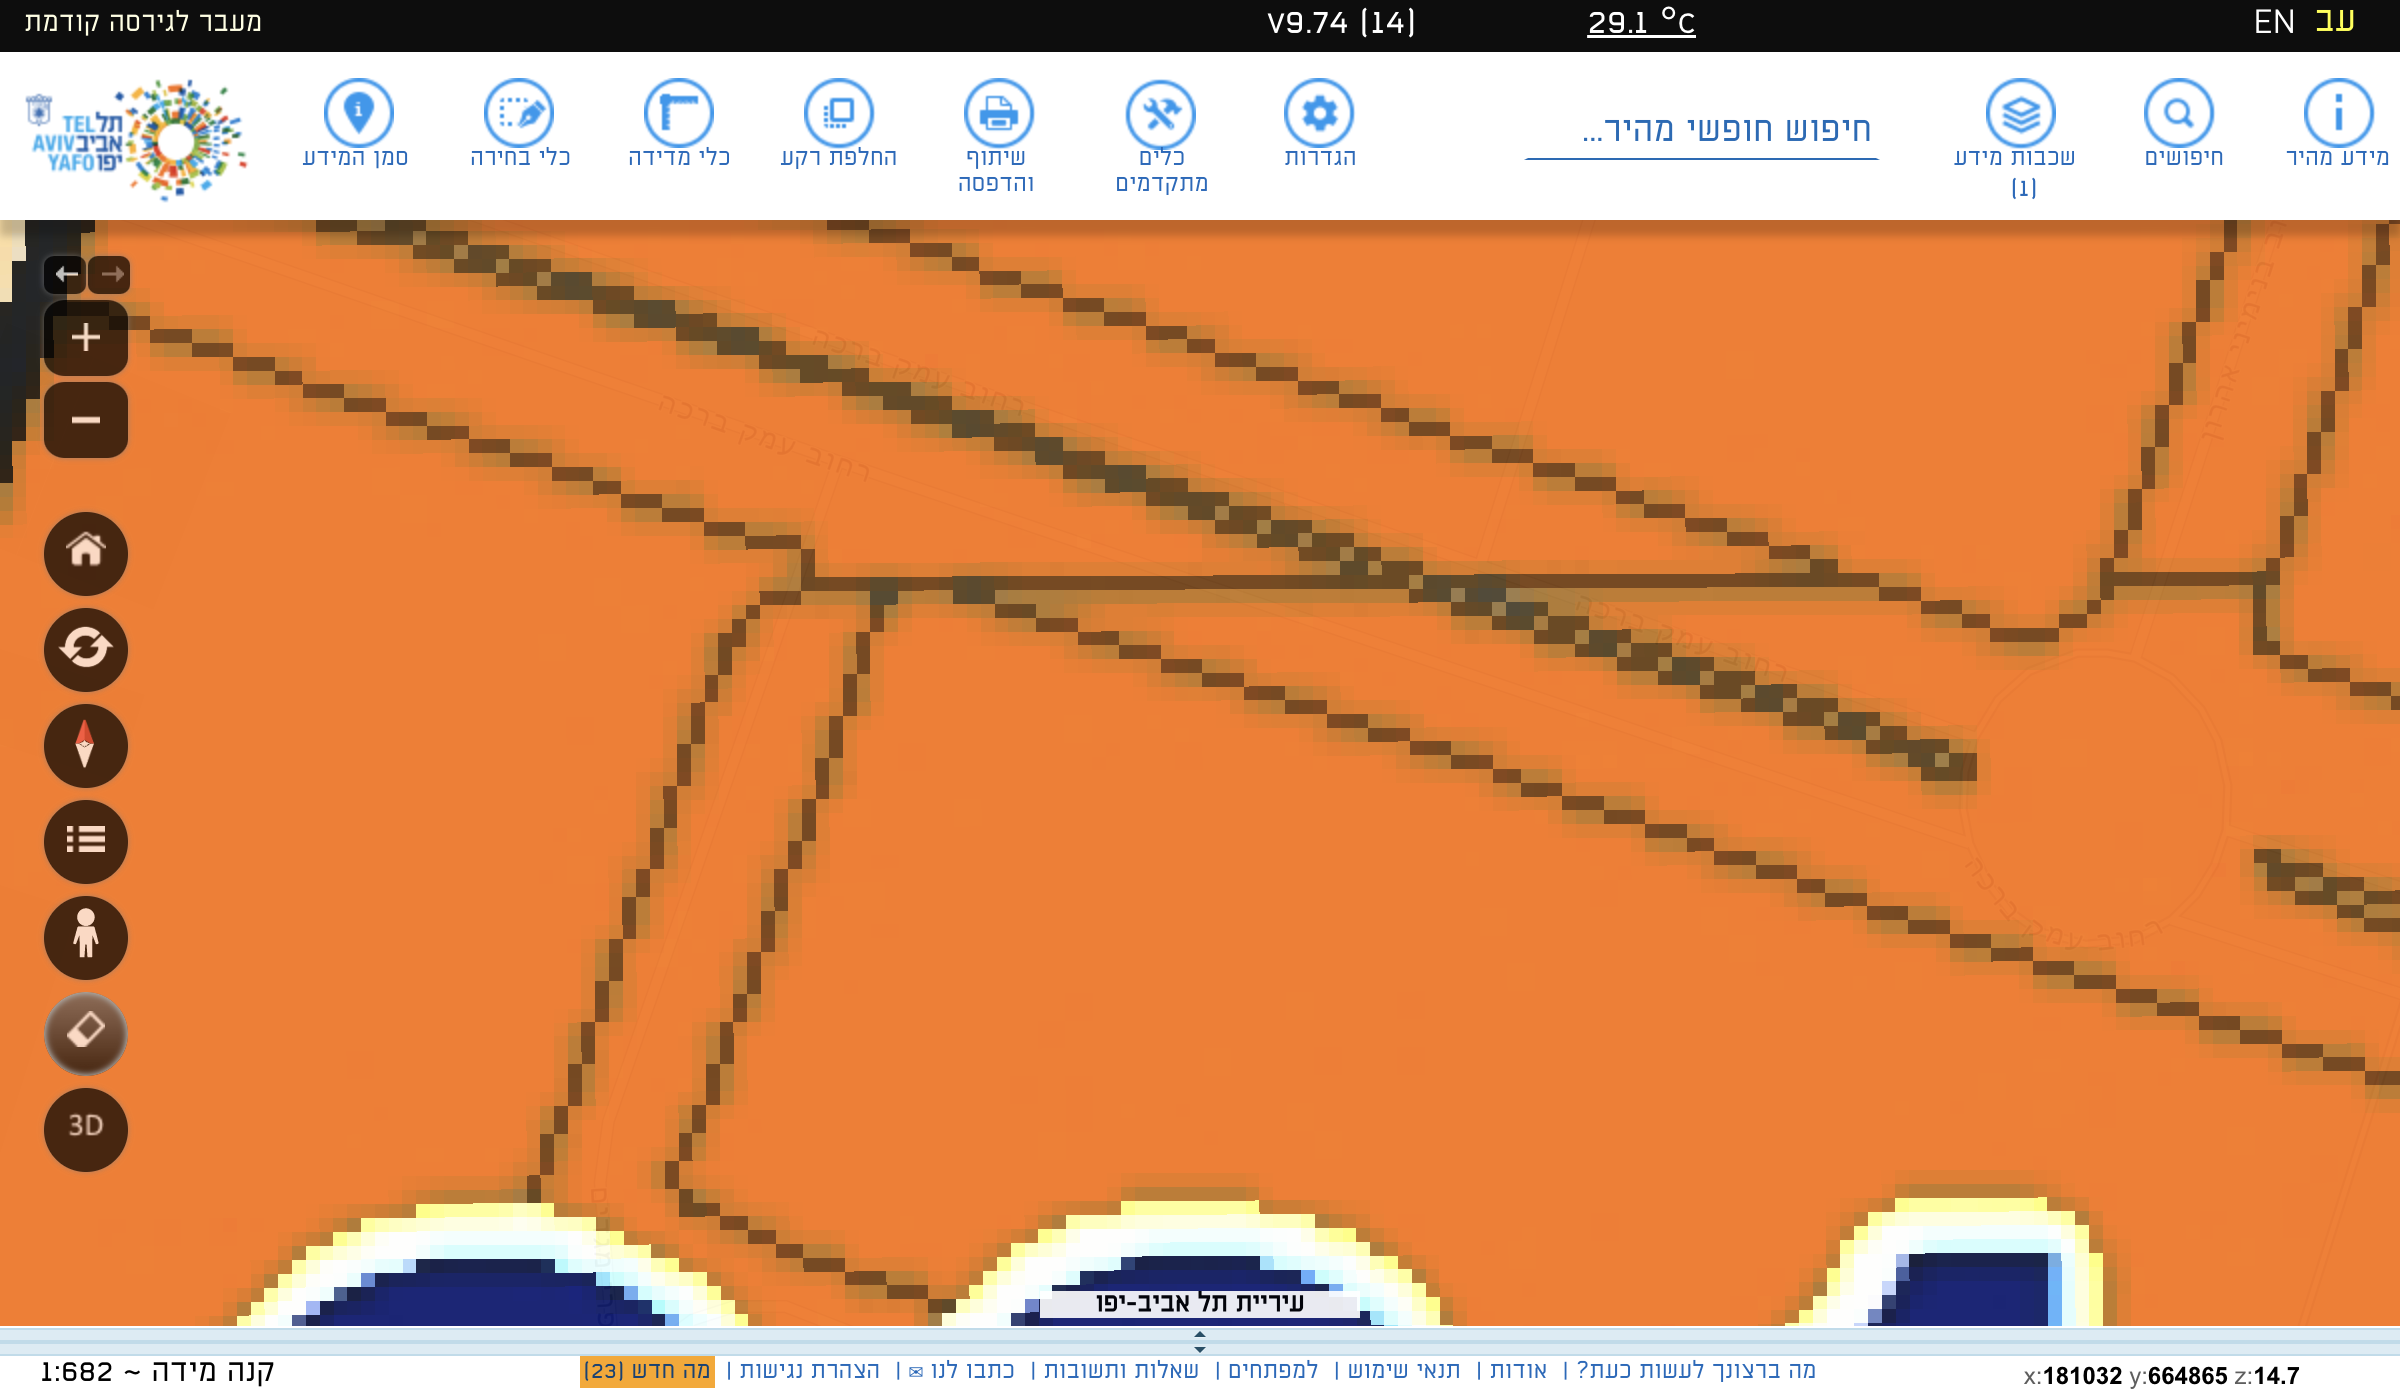 עב EN
29.1 °C
V9.74 (14)
מעבר לגירסה קודמת
מידע מהיר
חיפושים
שכבות מידע
(1)
חיפוש חופשי מהיר...
הגדרות
כלים
מתקדמים
שיתוף
והדפסה
החלפת רקע
כלי מדידה
כלי בחירה
סמן המידע
TEL תל
AVIV אביב
YAFO יפו
רחוב עמק ברכה
רחוב עמק ברכה
בנימיני אהרון
רחוב עמק ברכה
רחוב עמק ברכה
3D
עיריית תל אביב-יפו
מה ברצונך לעשות כעת? | אודות | תנאי שימוש | למפתחים | שאלות ותשובות | כתבו לנו ✉ | הצהרת נגישות | מה חדש (23)
קנה מידה ~ 1:682
x:181032 y:664865 z:14.7